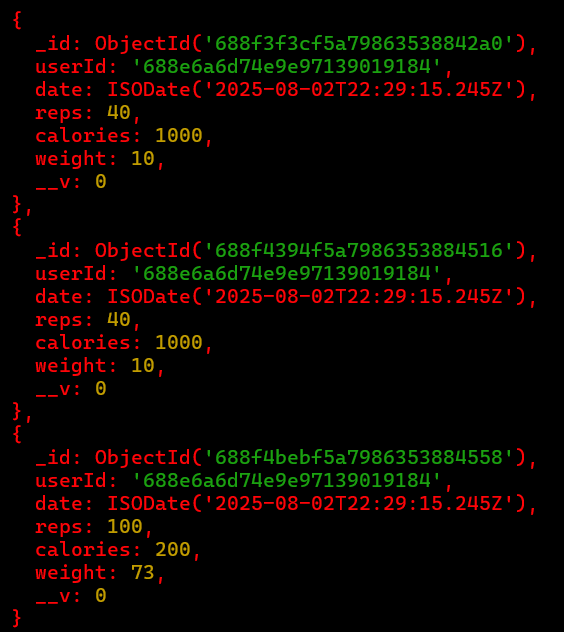 {
  _id: ObjectId('688f3f3cf5a79863538842a0'),
  userId: '688e6a6d74e9e97139019184',
  date: ISODate('2025-08-02T22:29:15.245Z'),
  reps: 40,
  calories: 1000,
  weight: 10,
  __v: 0
},
{
  _id: ObjectId('688f4394f5a7986353884516'),
  userId: '688e6a6d74e9e97139019184',
  date: ISODate('2025-08-02T22:29:15.245Z'),
  reps: 40,
  calories: 1000,
  weight: 10,
  __v: 0
},
{
  _id: ObjectId('688f4bebf5a7986353884558'),
  userId: '688e6a6d74e9e97139019184',
  date: ISODate('2025-08-02T22:29:15.245Z'),
  reps: 100,
  calories: 200,
  weight: 73,
  __v: 0
}